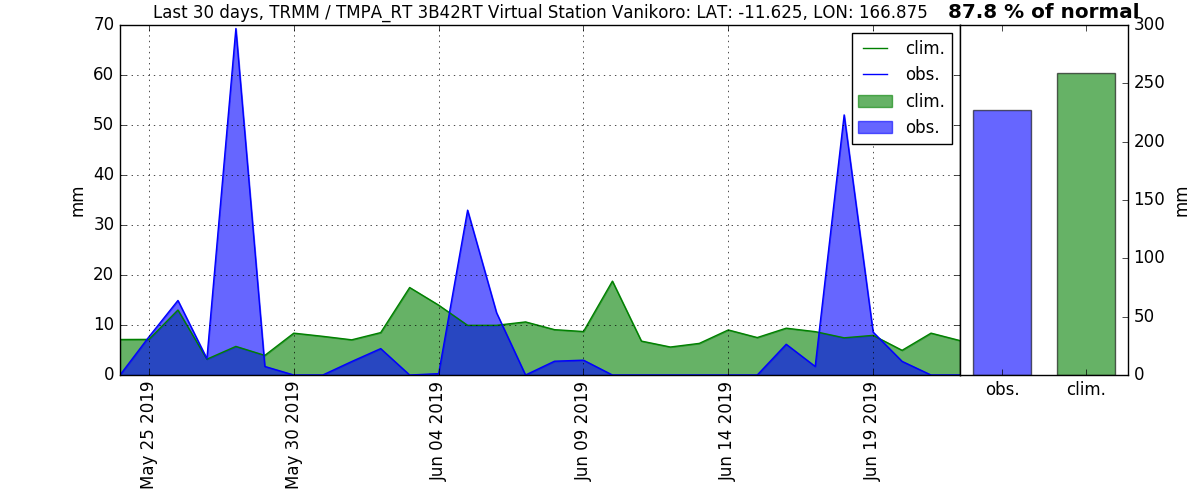 Last 30 days, TRMM / TMPA_RT 3B42RT Virtual Station Vanikoro: LAT: -11.625, LON: 166.875
87.8 % of normal
70
60
50
40
30
20
10
0
mm
clim.
obs.
clim.
obs.
May 25 2019
May 30 2019
Jun 04 2019
Jun 09 2019
Jun 14 2019
Jun 19 2019
300
250
200
150
100
50
0
mm
obs.
clim.